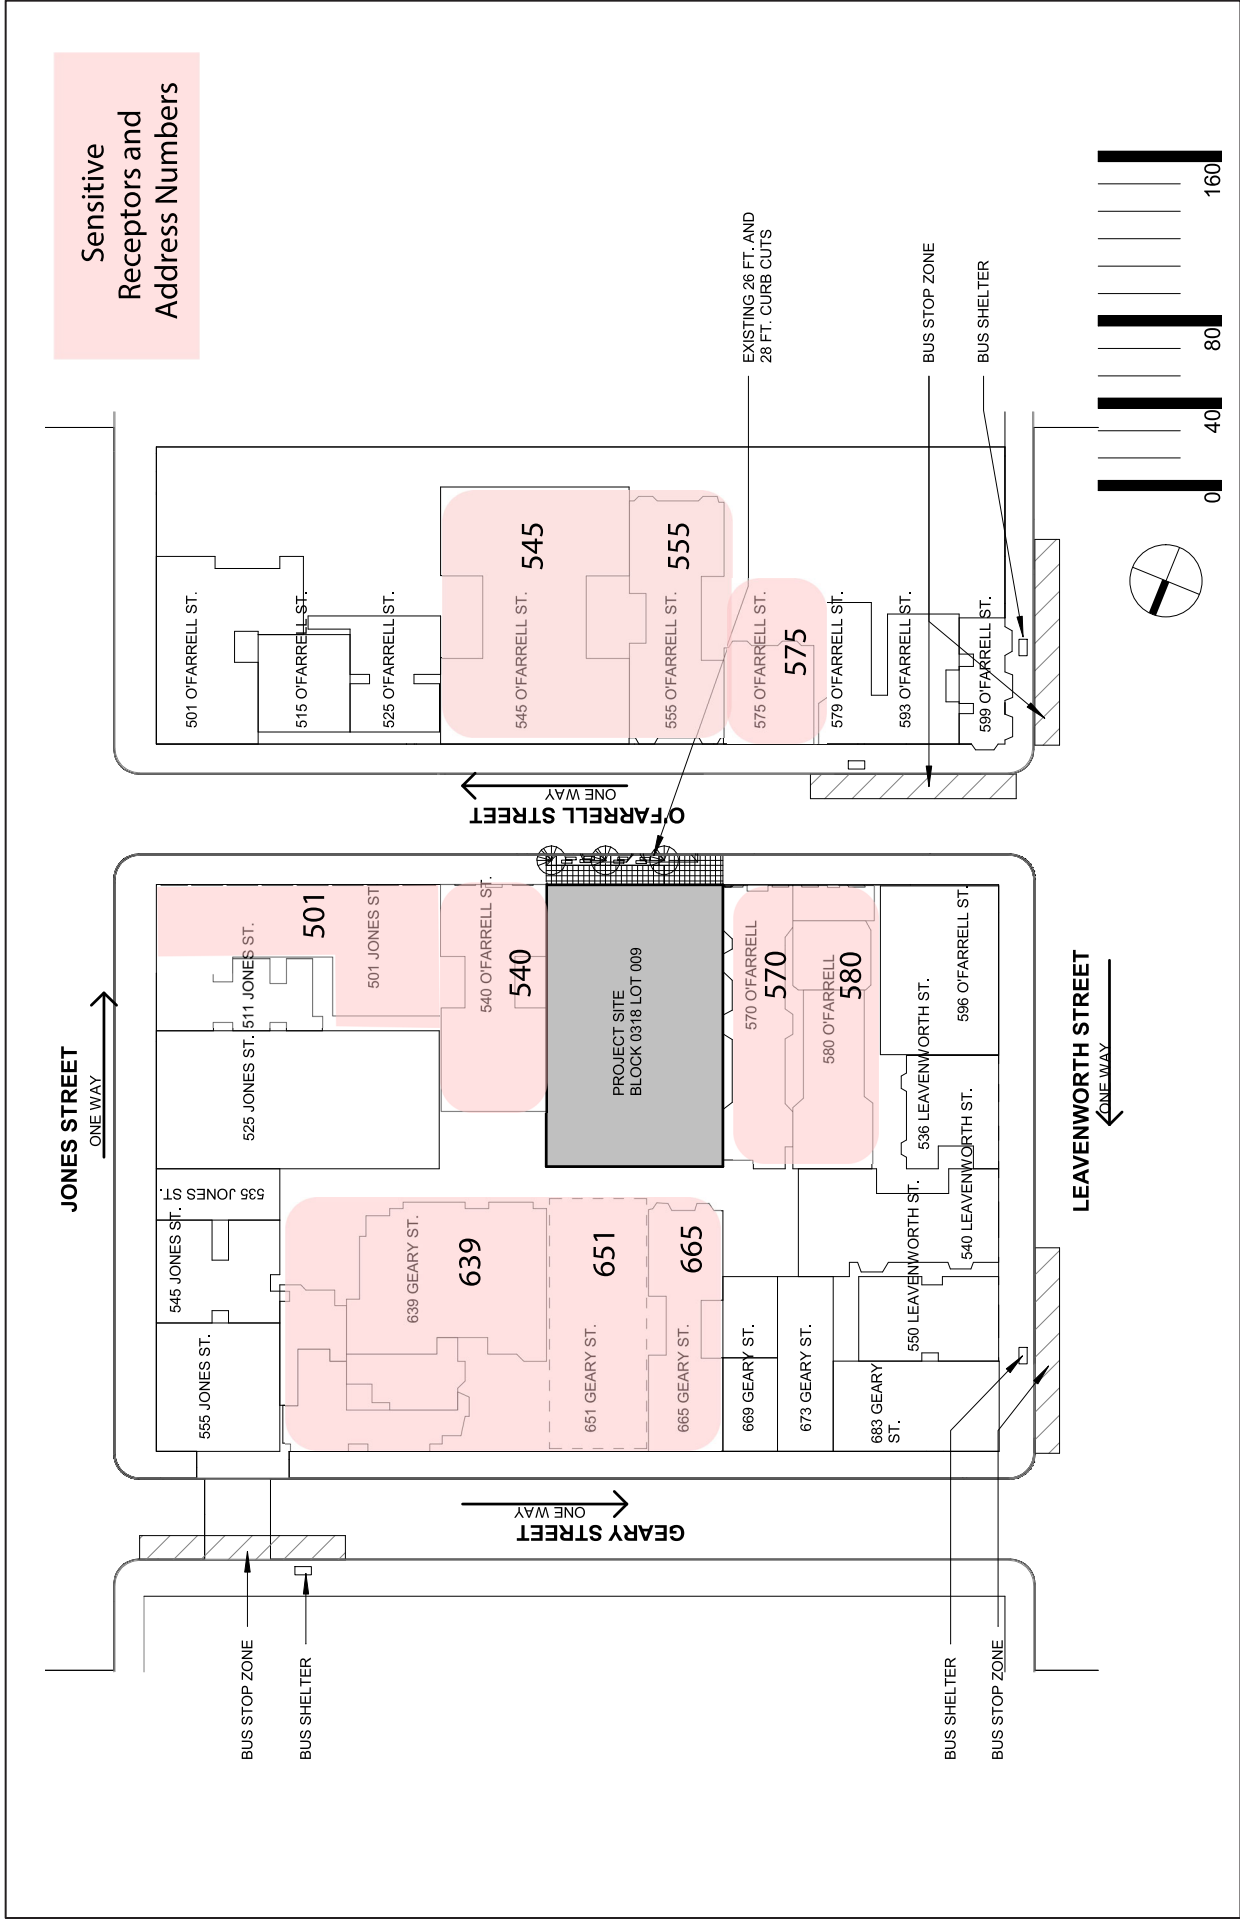 Sensitive
Receptors and
Address Numbers
JONES STREET
ONE WAY
LEAVENWORTH STREET
ONE WAY
GEARY STREET
ONE WAY
O'FARRELL STREET
ONE WAY
BUS STOP ZONE
BUS SHELTER
BUS SHELTER
BUS STOP ZONE
555 JONES ST.
545 JONES ST.
535 JONES ST.
525 JONES ST.
511 JONES ST.
501 JONES ST
501
639 GEARY ST.
639
651 GEARY ST.
651
665 GEARY ST.
665
669 GEARY ST.
673 GEARY ST.
683 GEARY
ST.
550 LEAVENWORTH ST.
540 LEAVENWORTH ST.
536 LEAVENWORTH ST.
540 O'FARRELL ST.
540
PROJECT SITE
BLOCK 0318 LOT 009
570 O'FARRELL
570
580 O'FARRELL
580
596 O'FARRELL ST.
501 O'FARRELL ST.
515 O'FARRELL ST.
525 O'FARRELL ST.
545 O'FARRELL ST.
545
555 O'FARRELL ST.
555
575 O'FARRELL ST.
575
579 O'FARRELL ST.
593 O'FARRELL ST.
599 O'FARRELL ST.
EXISTING 26 FT. AND
28 FT. CURB CUTS
BUS STOP ZONE
BUS SHELTER
0
40
80
160